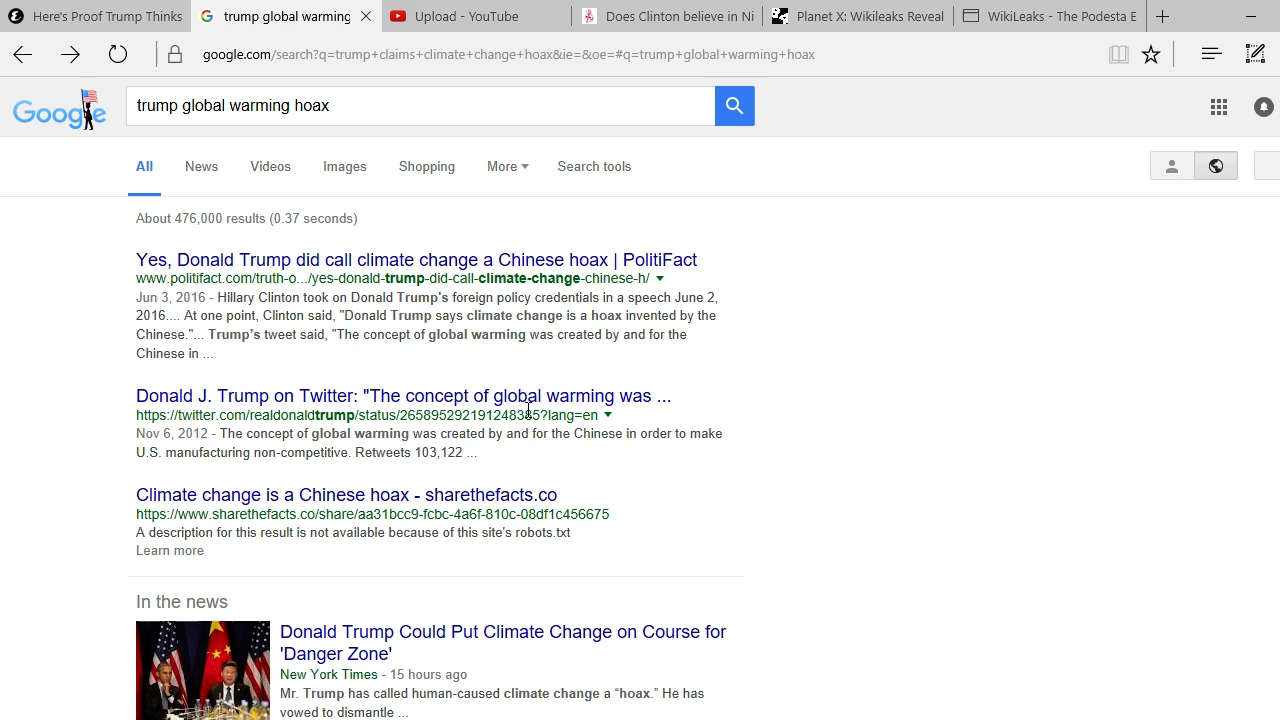 Here's Proof Trump Thinks
trump global warming
Upload - YouTube
Does Clinton believe in Ni
Planet X: Wikileaks Reveal
WikiLeaks - The Podesta E
google.com/search?q=trump+claims+climate+change+hoax&ie=&oe=#q=trump+global+warming+hoax
Google
trump global warming hoax
All News Videos Images Shopping More Search tools
About 476,000 results (0.37 seconds)
Yes, Donald Trump did call climate change a Chinese hoax | PolitiFact
www.politifact.com/truth-o.../yes-donald-trump-did-call-climate-change-chinese-h/
Jun 3, 2016 - Hillary Clinton took on Donald Trump's foreign policy credentials in a speech June 2,
2016.... At one point, Clinton said, "Donald Trump says climate change is a hoax invented by the
Chinese."... Trump's tweet said, "The concept of global warming was created by and for the
Chinese in ...
Donald J. Trump on Twitter: "The concept of global warming was ...
https://twitter.com/realdonaldtrump/status/265895292191248385?lang=en
Nov 6, 2012 - The concept of global warming was created by and for the Chinese in order to make
U.S. manufacturing non-competitive. Retweets 103,122 ...
Climate change is a Chinese hoax - sharethefacts.co
https://www.sharethefacts.co/share/aa31bcc9-fcbc-4a6f-810c-08df1c456675
A description for this result is not available because of this site's robots.txt
Learn more
In the news
Donald Trump Could Put Climate Change on Course for
'Danger Zone'
New York Times - 15 hours ago
Mr. Trump has called human-caused climate change a "hoax." He has
vowed to dismantle ...